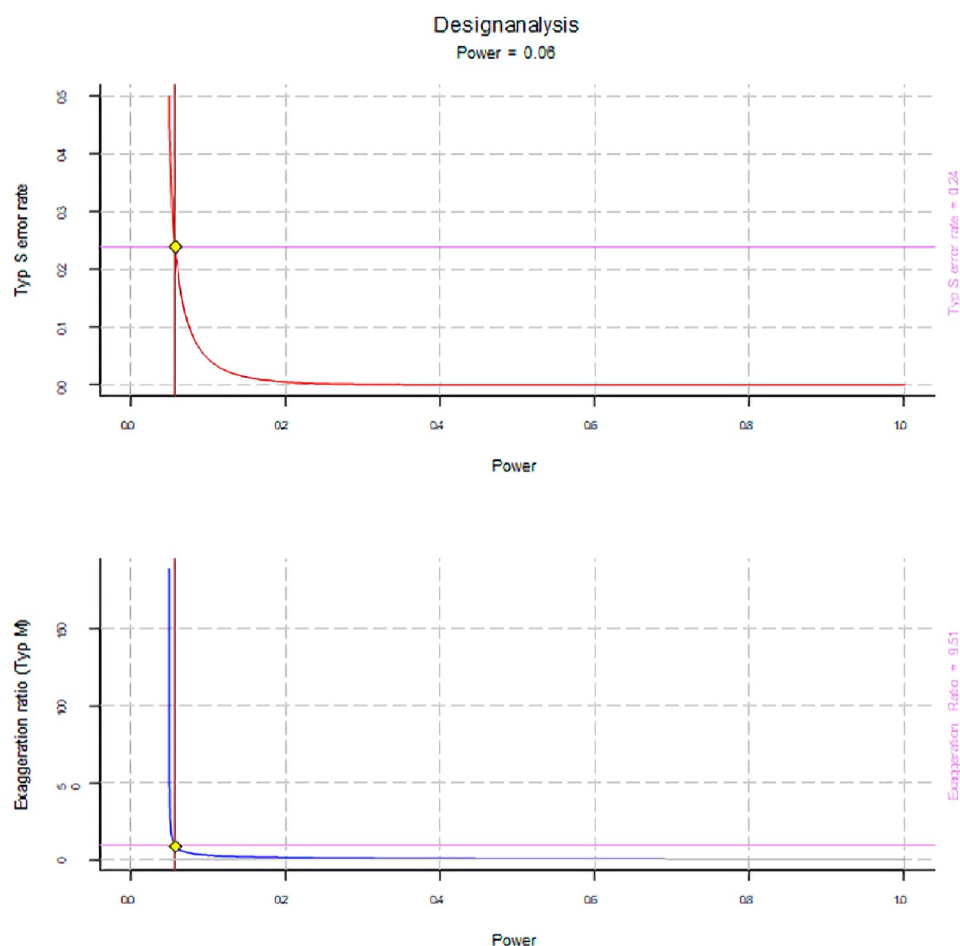 Designanalysis
Power = 0.06
Typ S error rate
0.5
0.4
0.3
0.2
0.1
0.0
0.0 0.2 0.4 0.6 0.8 1.0
Power
Typ S error rate = 0.24
Exaggeration ratio (Typ M)
150
100
5
0
0
0.0 0.2 0.4 0.6 0.8 1.0
Power
Exaggeration Ratio = 9.51